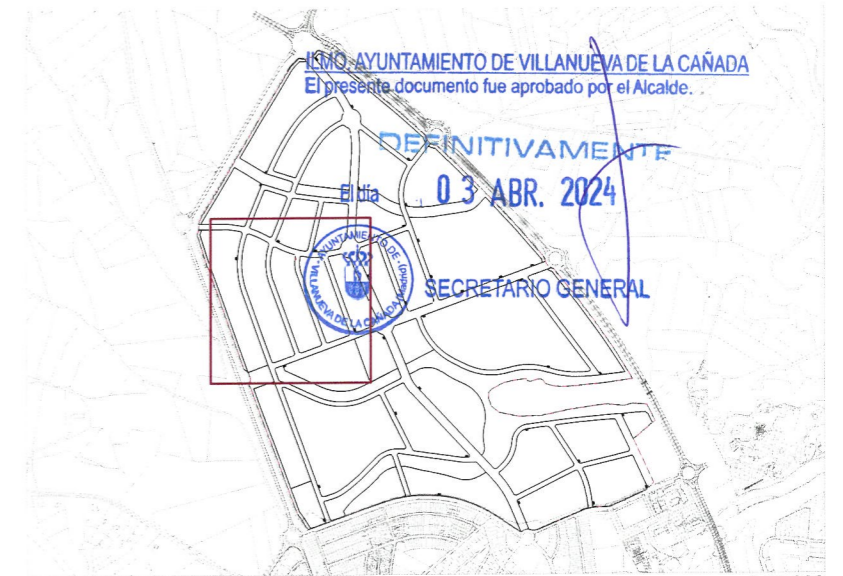 ILMO. AYUNTAMIENTO DE VILLANUEVA DE LA CAÑADA
El presente documento fue aprobado por el Alcalde.
DEFINITIVAMENTE
El día 03 ABR. 2024
· AYUNTAMIENTO DE · VILLANUEVA DE LA CAÑADA (Madrid)
SECRETARIO GENERAL